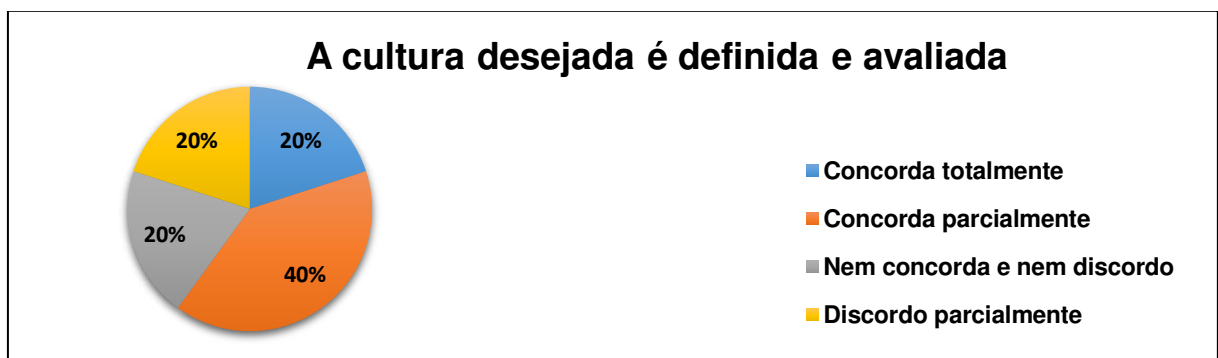 A cultura desejada é definida e avaliada
20%
20%
20%
40%
Concorda totalmente
Concorda parcialmente
Nem concorda e nem discordo
Discordo parcialmente